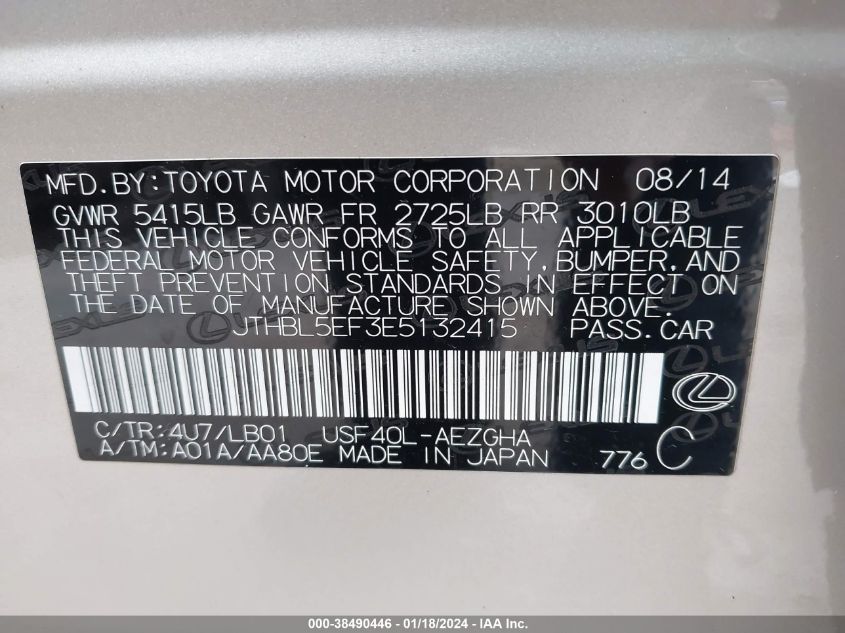 MFD.BY:TOYOTA MOTOR CORPORATION 08/14
GVWR 5415LB GAWR FR 2725LB RR 3010LB
THIS VEHICLE CONFORMS TO ALL APPLICABLE
FEDERAL MOTOR VEHICLE SAFETY,BUMPER,AND
THEFT PREVENTION STANDARDS IN EFFECT ON
THE DATE OF MANUFACTURE SHOWN ABOVE.
JTHBL5EF3E5132415 PASS.CAR
C/TR:4U7/LB01 USF40L-AEZGHA
A/TM:A01A/AA80E MADE IN JAPAN 776 C
000-38490446 - 01/18/2024 - IAA Inc.